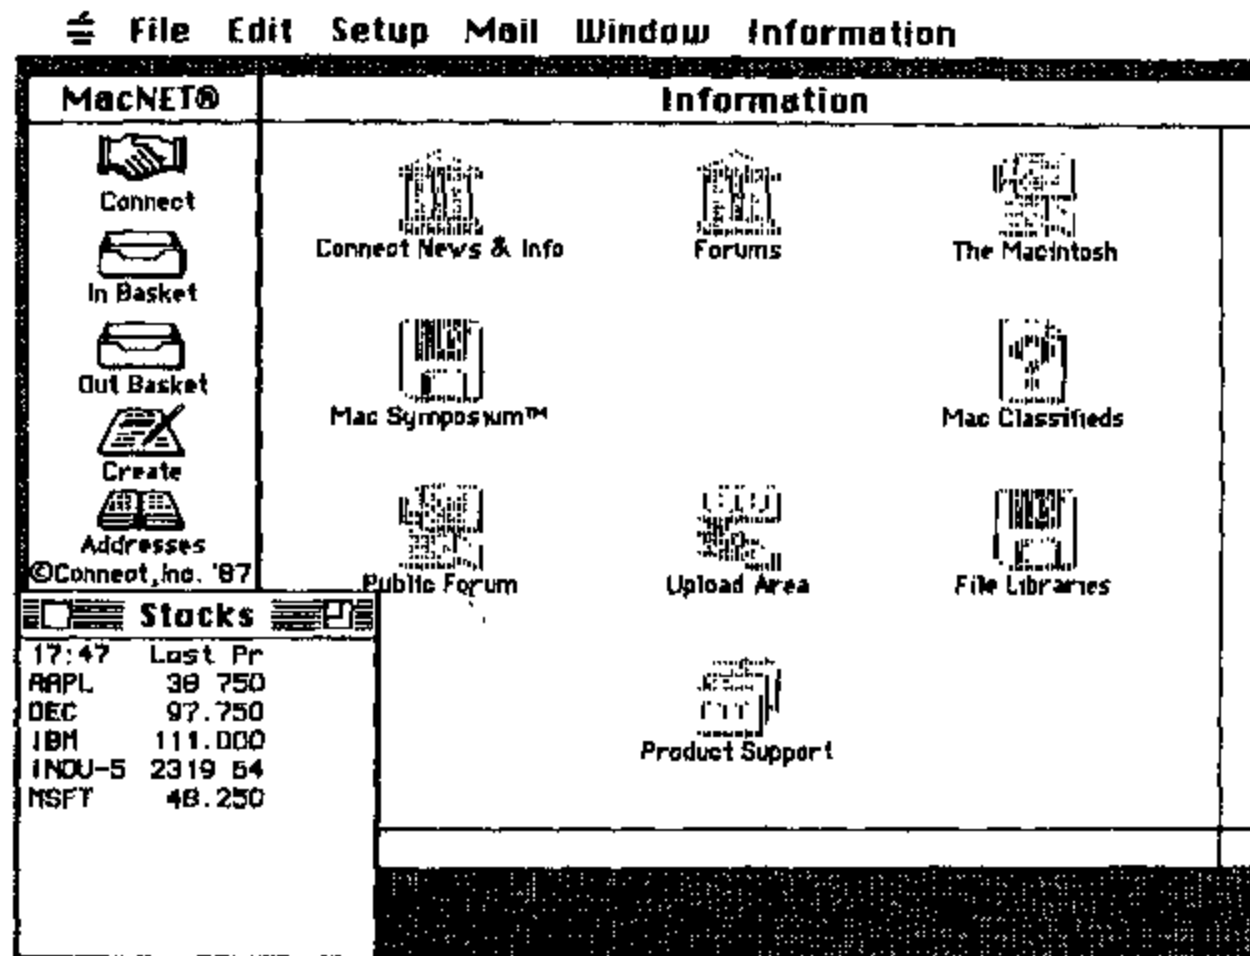 File Edit Setup Mail Window Information
MacNET®
Information
Connect
In Basket
Out Basket
Create
Addresses
©Connect, Inc. '87
Connect News & Info
Forums
The Macintosh
Mac Symposium™
Mac Classifieds
Public Forum
Upload Area
File Libraries
Product Support
Stocks
17:47 Last Pr
AAPL 38 750
DEC 97.750
IBM 111.000
INDU-5 2319 54
MSFT 48.250